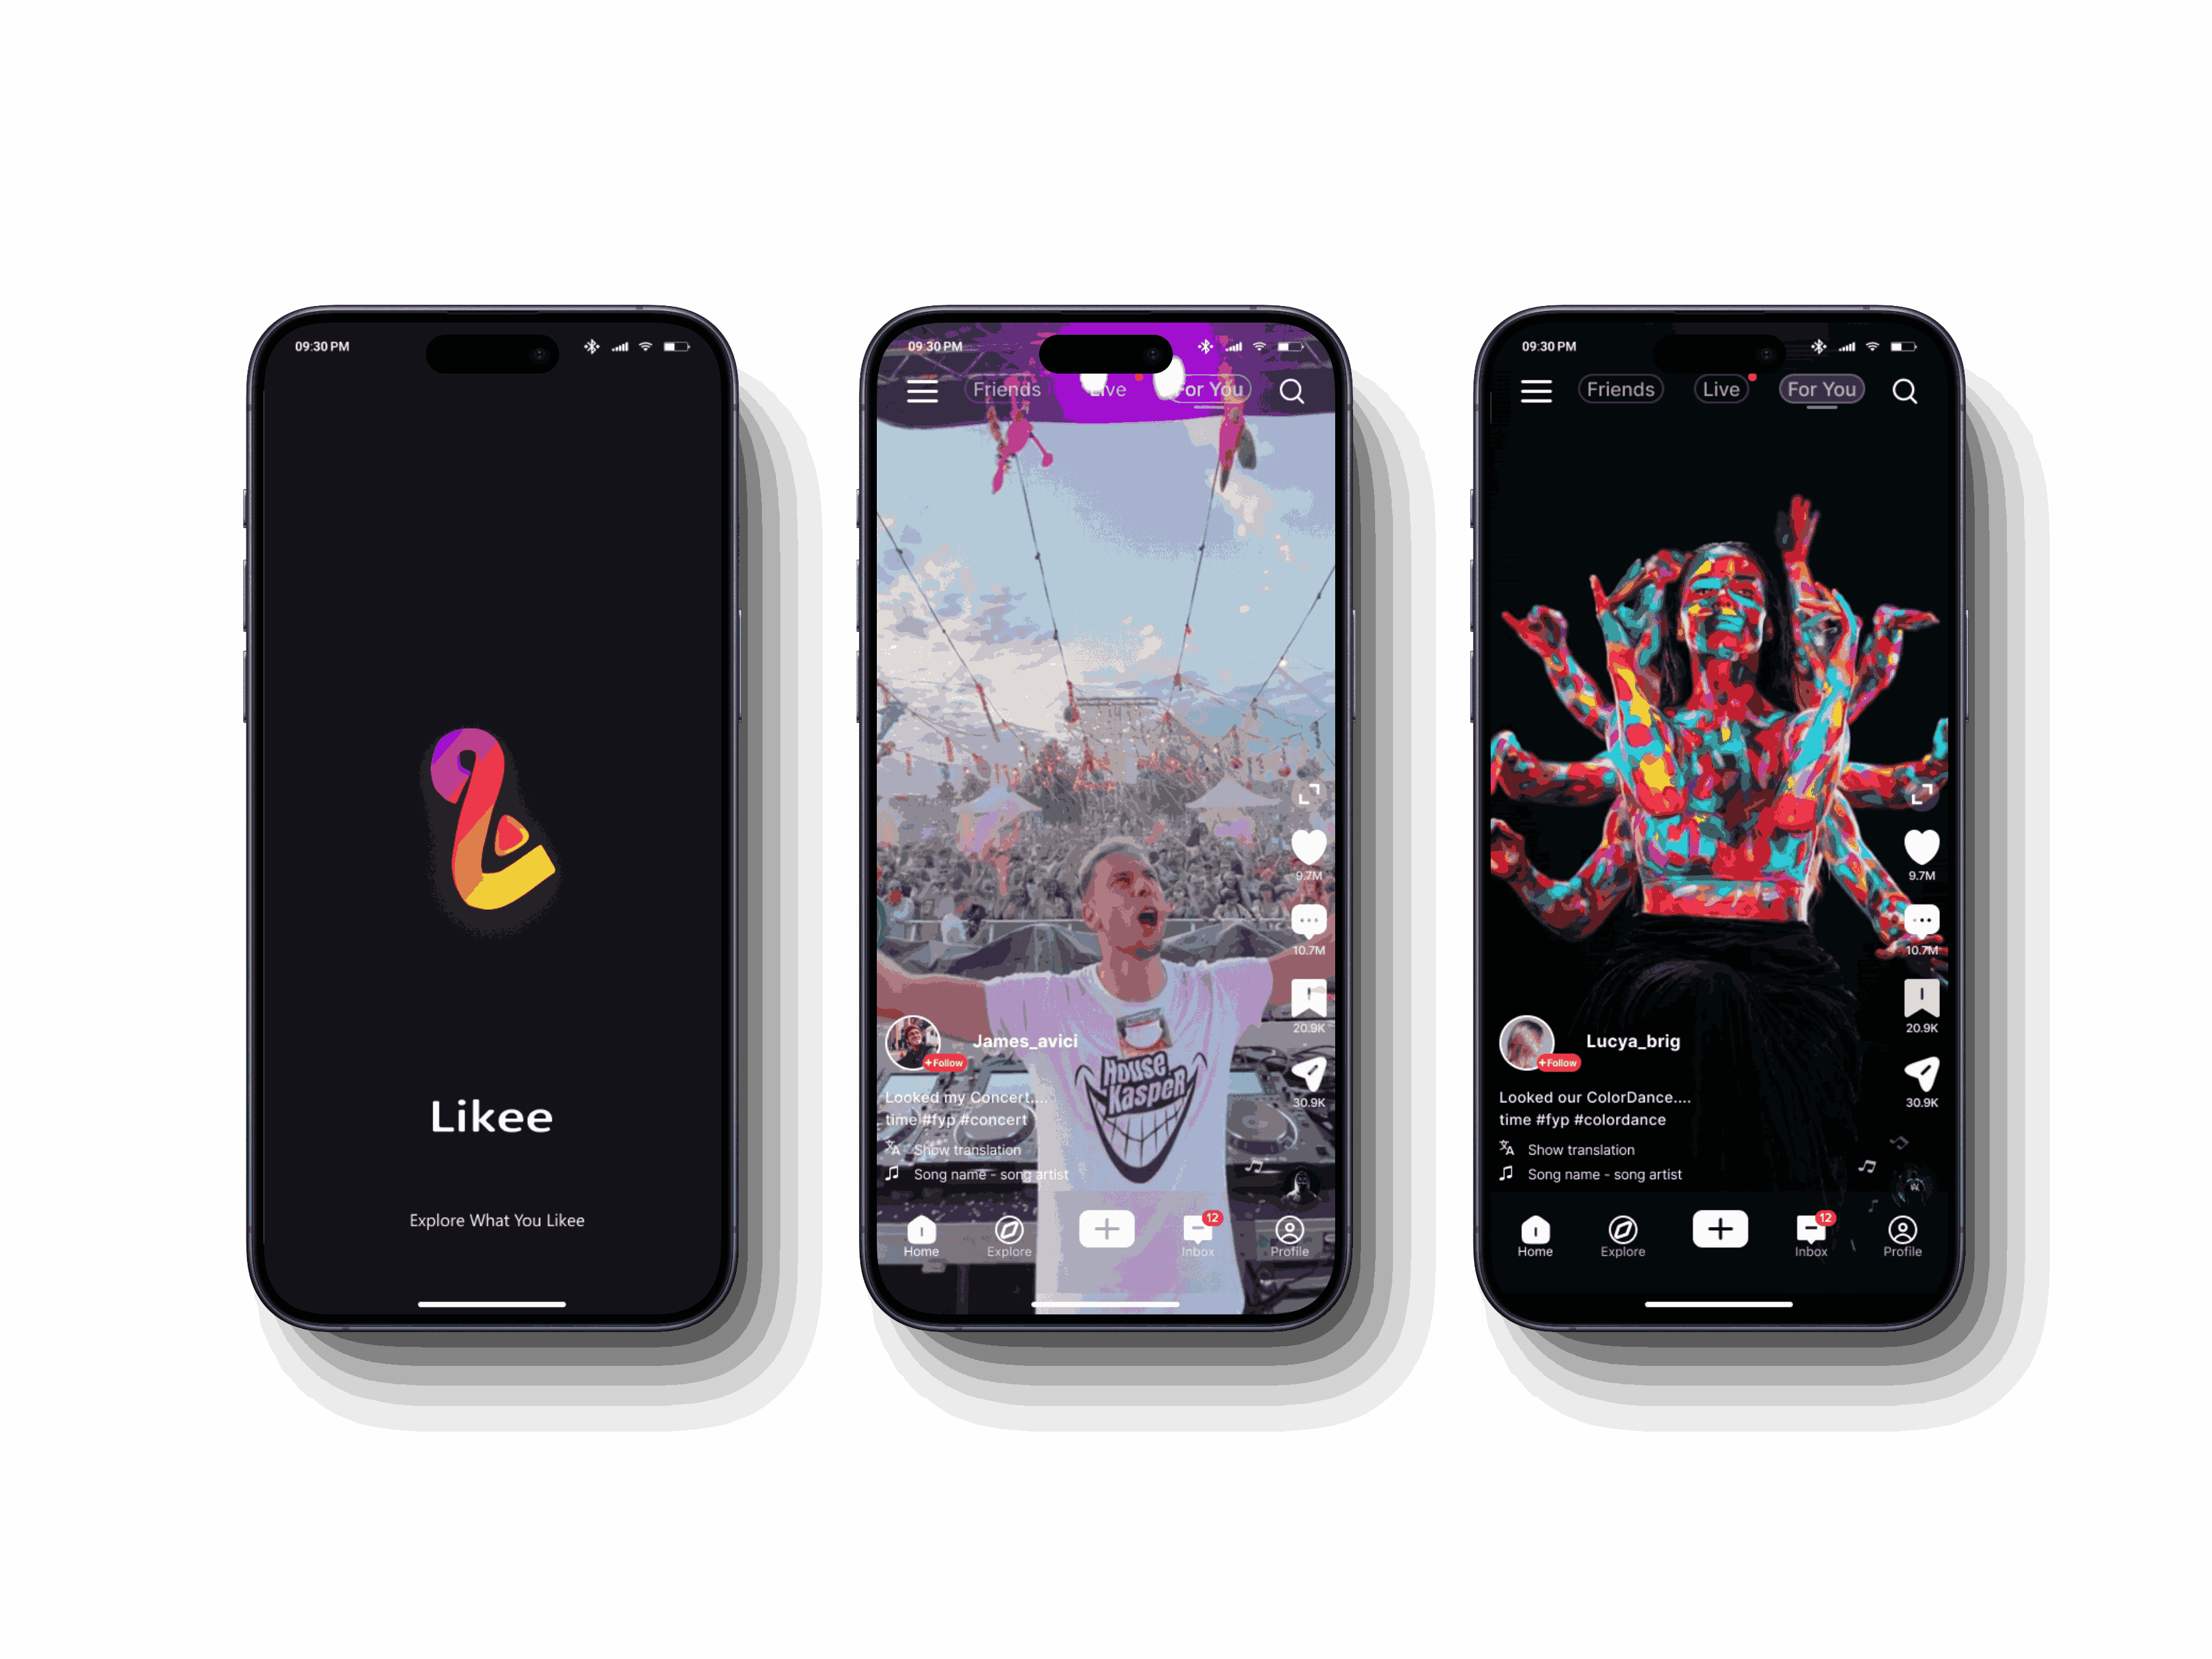 09:30 PM
Likee
Explore What You Likee
09:30 PM
Friends
Live
For You
9.7M
10.7M
20.9K
30.9K
James_avici
+Follow
Looked my Concert....
time #fyp #concert
Show translation
Song name - song artist
HOUSE
KASPER
Home
Explore
12
Inbox
Profile
09:30 PM
Friends
Live
For You
9.7M
10.7M
20.9K
30.9K
Lucya_brig
+Follow
Looked our ColorDance....
time #fyp #colordance
Show translation
Song name - song artist
Home
Explore
12
Inbox
Profile